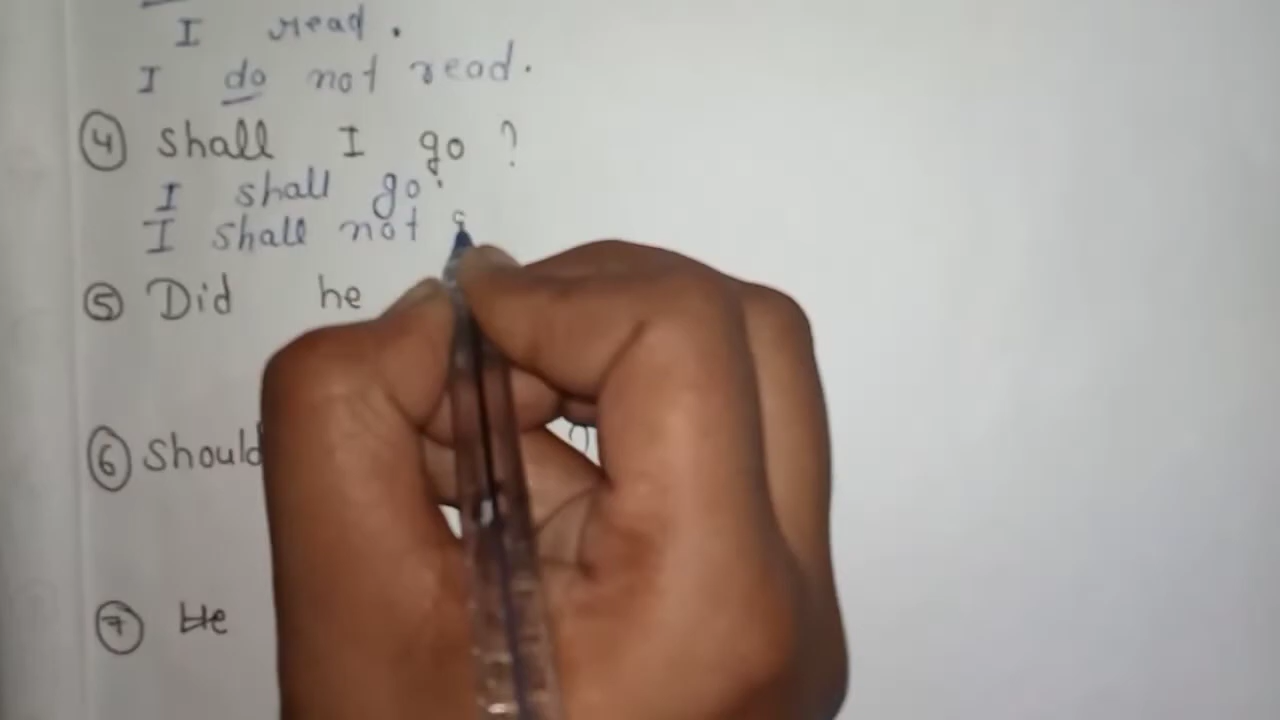 I read.
I do not read.
④ Shall I go ?
I shall go.
I shall not
⑤ Did he
⑥ Should
⑦ He